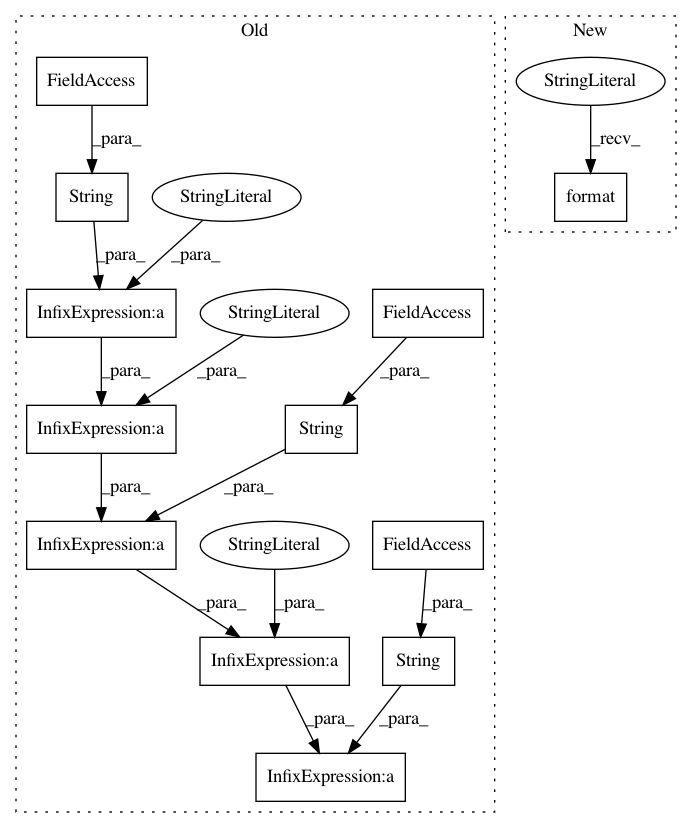 Old
New
FieldAccess
StringLiteral
_para_
_recv_
String
StringLiteral
format
_para_
_para_
InfixExpression:a
StringLiteral
FieldAccess
_para_
_para_
_para_
InfixExpression:a
String
_para_
_para_
InfixExpression:a
StringLiteral
FieldAccess
_para_
_para_
_para_
InfixExpression:a
String
_para_
_para_
InfixExpression:a